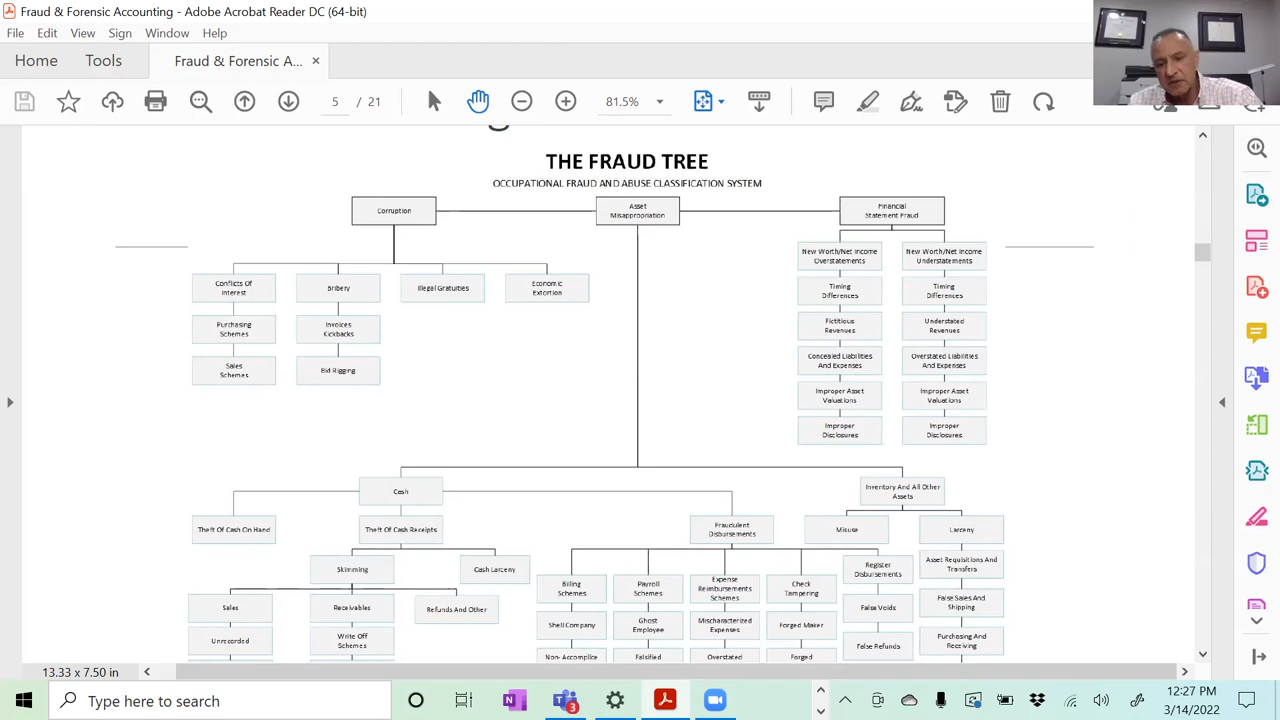 Fraud & Forensic Accounting - Adobe Acrobat Reader DC (64-bit)
File Edit View Sign Window Help
Home Tools Fraud & Forensic A... ×
5 / 21 81.5%
THE FRAUD TREE
OCCUPATIONAL FRAUD AND ABUSE CLASSIFICATION SYSTEM
Corruption
Asset
Misappropriation
Financial
Statement Fraud
Conflicts Of
Interest
Purchasing
Schemes
Sales
Schemes
Bribery
Invoices
Kickbacks
Bid Rigging
Illegal Gratuities
Economic
Extortion
New Worth/Net Income
Overstatements
Timing
Differences
Fictitious
Revenues
Concealed Liabilities
And Expenses
Improper Asset
Valuations
Improper
Disclosures
New Worth/Net Income
Understatements
Timing
Differences
Understated
Revenues
Overstated Liabilities
And Expenses
Improper Asset
Valuations
Improper
Disclosures
Cash
Inventory And All Other
Assets
Theft Of Cash On Hand
Theft Of Cash Receipts
Fraudulent
Disbursements
Misuse
Larceny
Skimming
Cash Larceny
Sales
Unrecorded
Receivables
Write Off
Schemes
Refunds And Other
Billing
Schemes
Shell Company
Non- Accomplice
Payroll
Schemes
Ghost
Employee
Falsified
Expense
Reimbursements
Schemes
Mischaracterized
Expenses
Overstated
Check
Tampering
Forged Maker
Forged
Register
Disbursements
False Voids
False Refunds
Asset Requisitions And
Transfers
False Sales And
Shipping
Purchasing And
Receiving
13.33 x 7.50 in
Type here to search
3
12:27 PM
3/14/2022